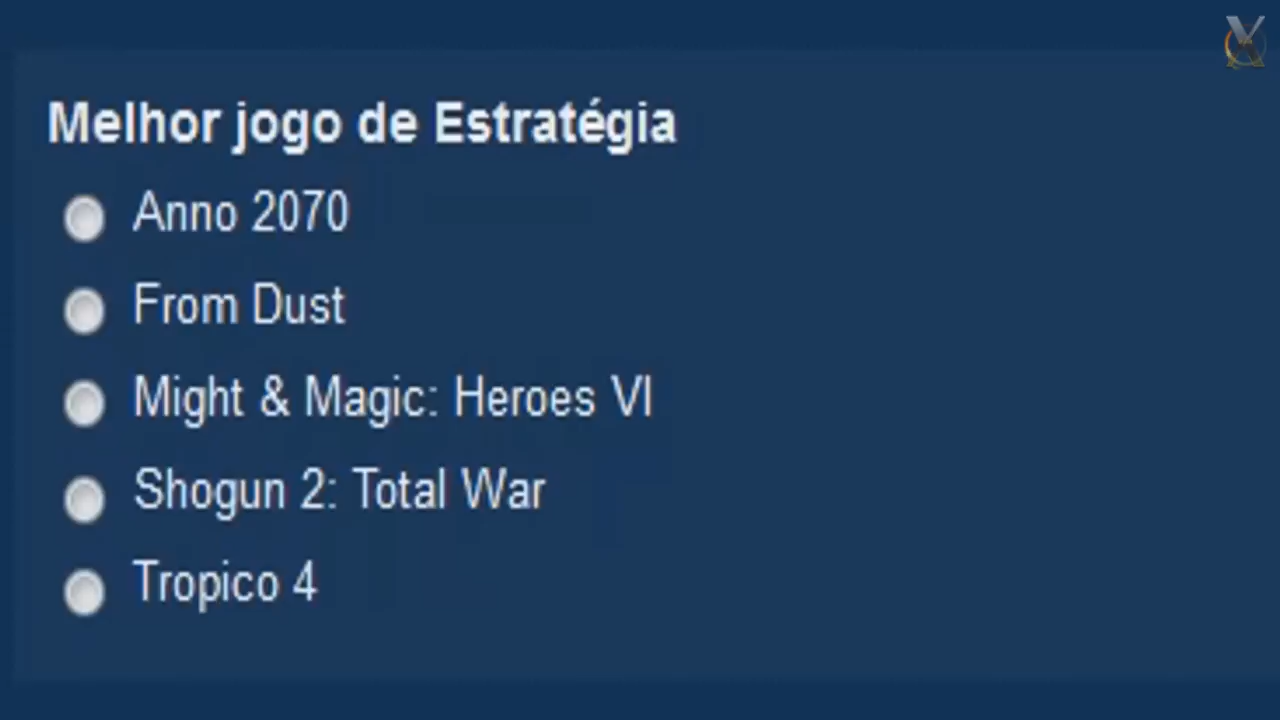 Melhor jogo de Estratégia
Anno 2070
From Dust
Might & Magic: Heroes VI
Shogun 2: Total War
Tropico 4